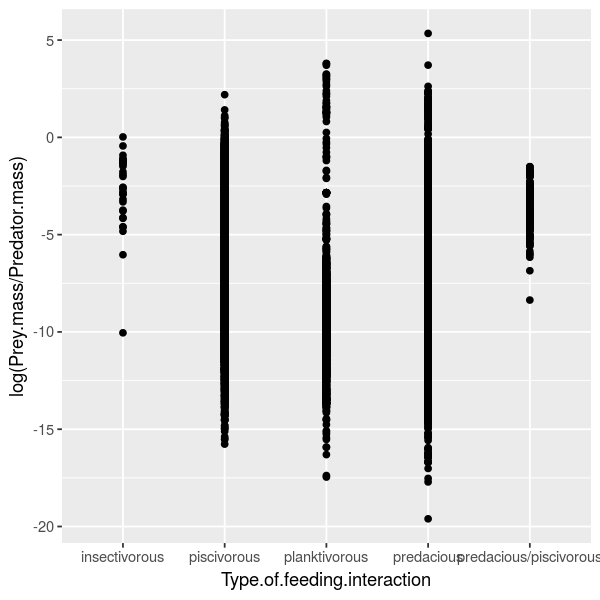 log(Prey.mass/Predator.mass)
5
0
-5
-10
-15
-20
insectivorous piscivorous planktivorous predacious predacious/piscivorous
Type.of.feeding.interaction